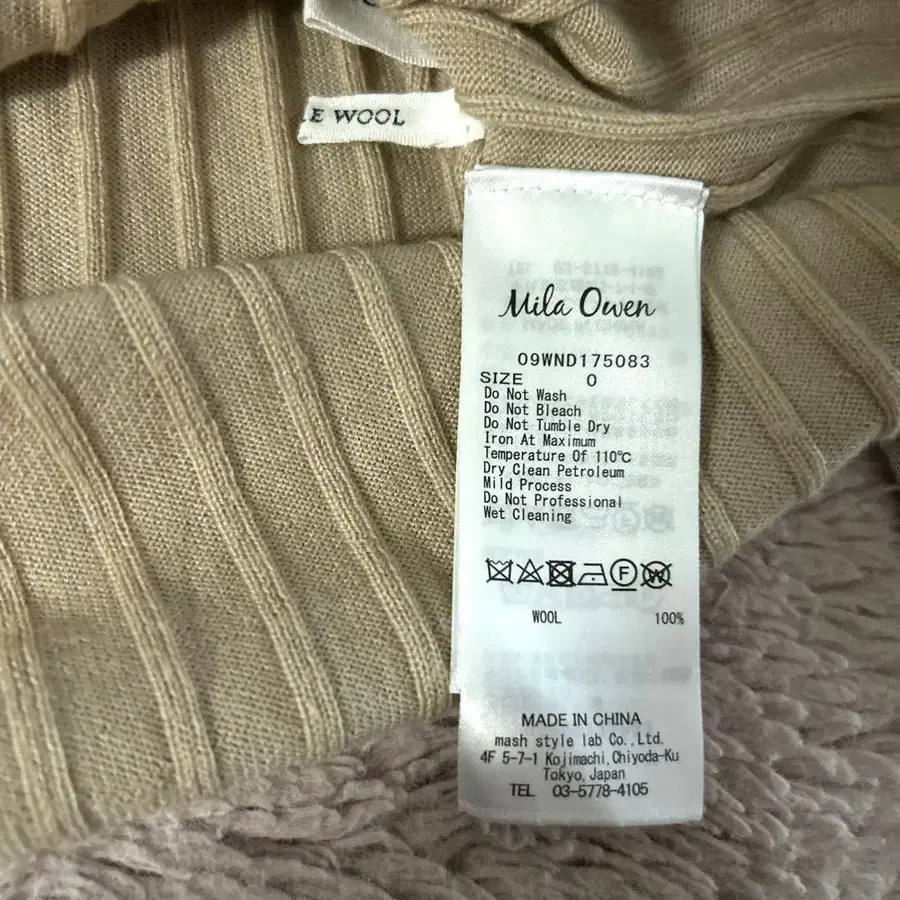 E WOOL
Mila Owen
09WND175083
SIZE 0
Do Not Wash
Do Not Bleach
Do Not Tumble Dry
Iron At Maximum
Temperature Of 110℃
Dry Clean Petroleum
Mild Process
Do Not Professional
Wet Cleaning
F W
WOOL 100%
MADE IN CHINA
mash style lab Co.,Ltd.
4F 5-7-1 Kojimachi,Chiyoda-Ku
Tokyo,Japan
TEL 03-5778-4105